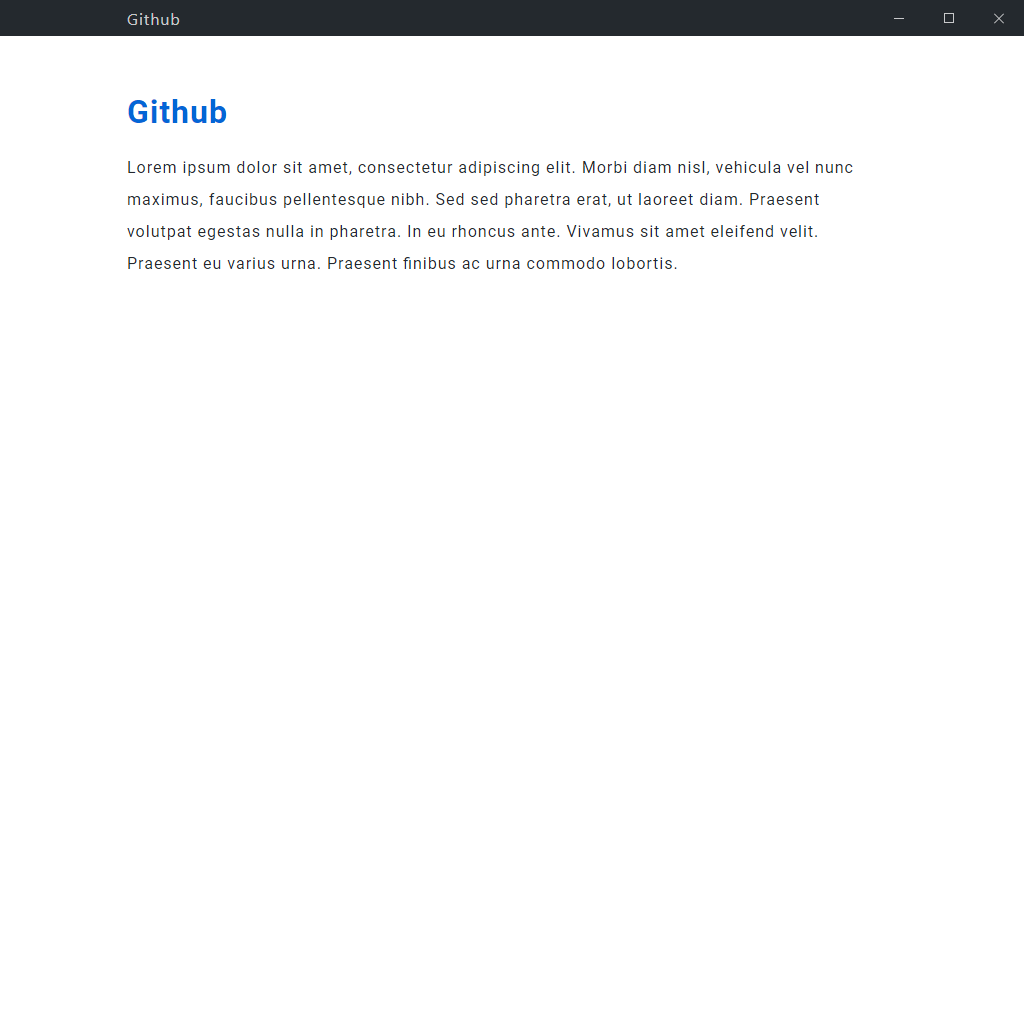 Github
Github
Lorem ipsum dolor sit amet, consectetur adipiscing elit. Morbi diam nisl, vehicula vel nunc
maximus, faucibus pellentesque nibh. Sed sed pharetra erat, ut laoreet diam. Praesent
volutpat egestas nulla in pharetra. In eu rhoncus ante. Vivamus sit amet eleifend velit.
Praesent eu varius urna. Praesent finibus ac urna commodo lobortis.